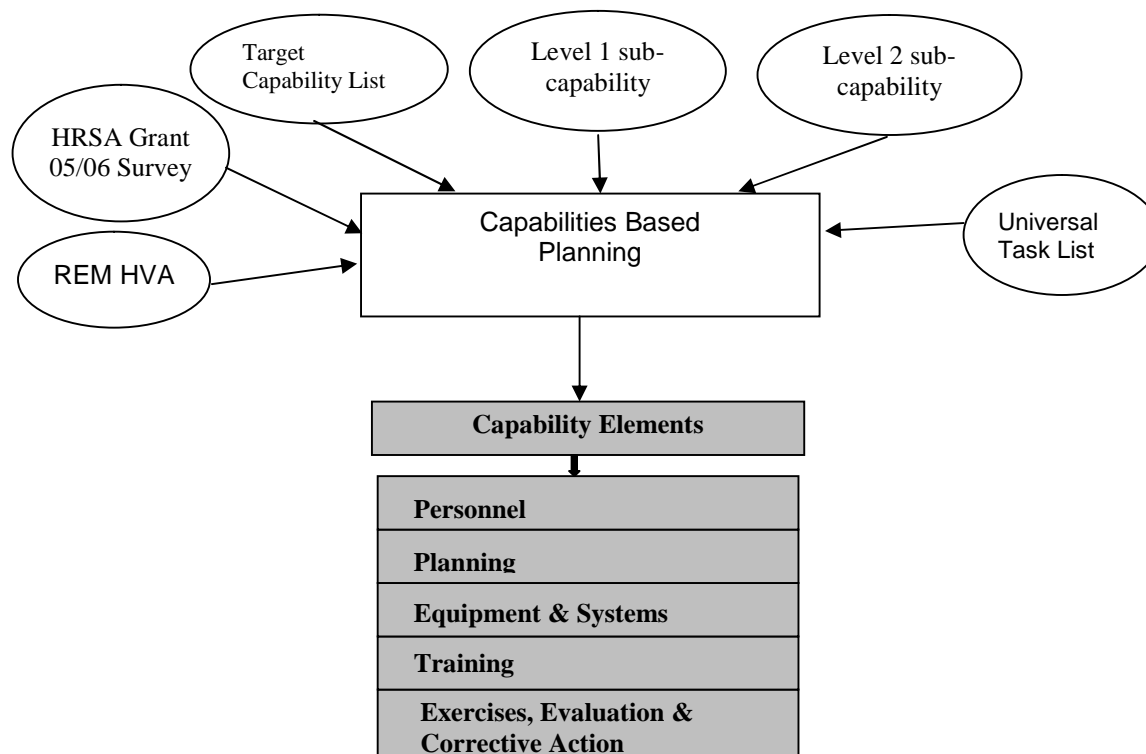 Target
Capability List
Level 1 sub-
capability
Level 2 sub-
capability
HRSA Grant
05/06 Survey
REM HVA
Capabilities Based
Planning
Universal
Task List
Capability Elements
Personnel
Planning
Equipment & Systems
Training
Exercises, Evaluation &
Corrective Action